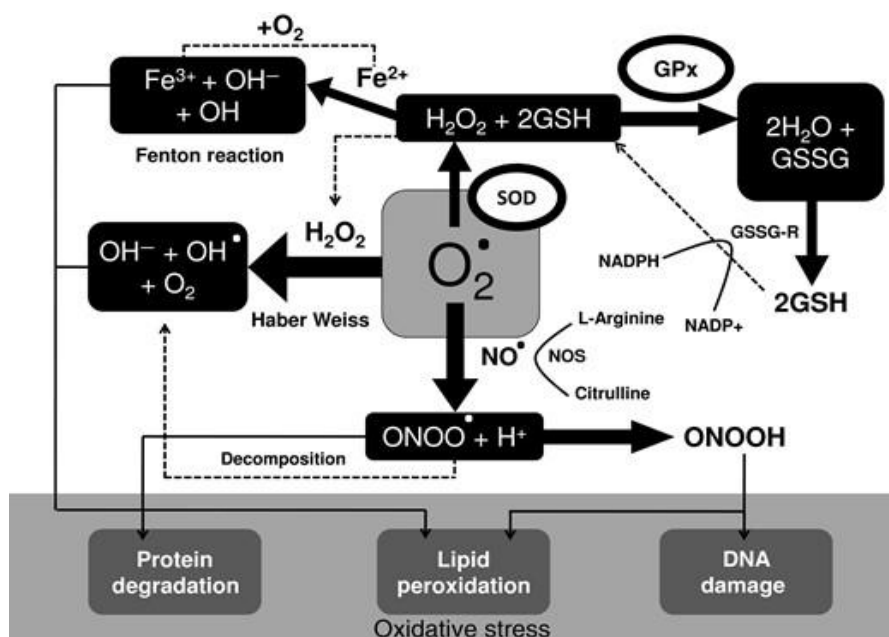 +O₂
Fe³⁺ + OH⁻
+ OH
Fe²⁺
GPx
H₂O₂ + 2GSH
2H₂O +
GSSG
Fenton reaction
SOD
H₂O₂
OH⁻ + OH•
+ O₂
O₂•
GSSG-R
NADPH
2GSH
Haber Weiss
NADP+
L-Arginine
NO•
NOS
Citrulline
ONOO• + H⁺
ONOOH
Decomposition
Protein
degradation
Lipid
peroxidation
DNA
damage
Oxidative stress